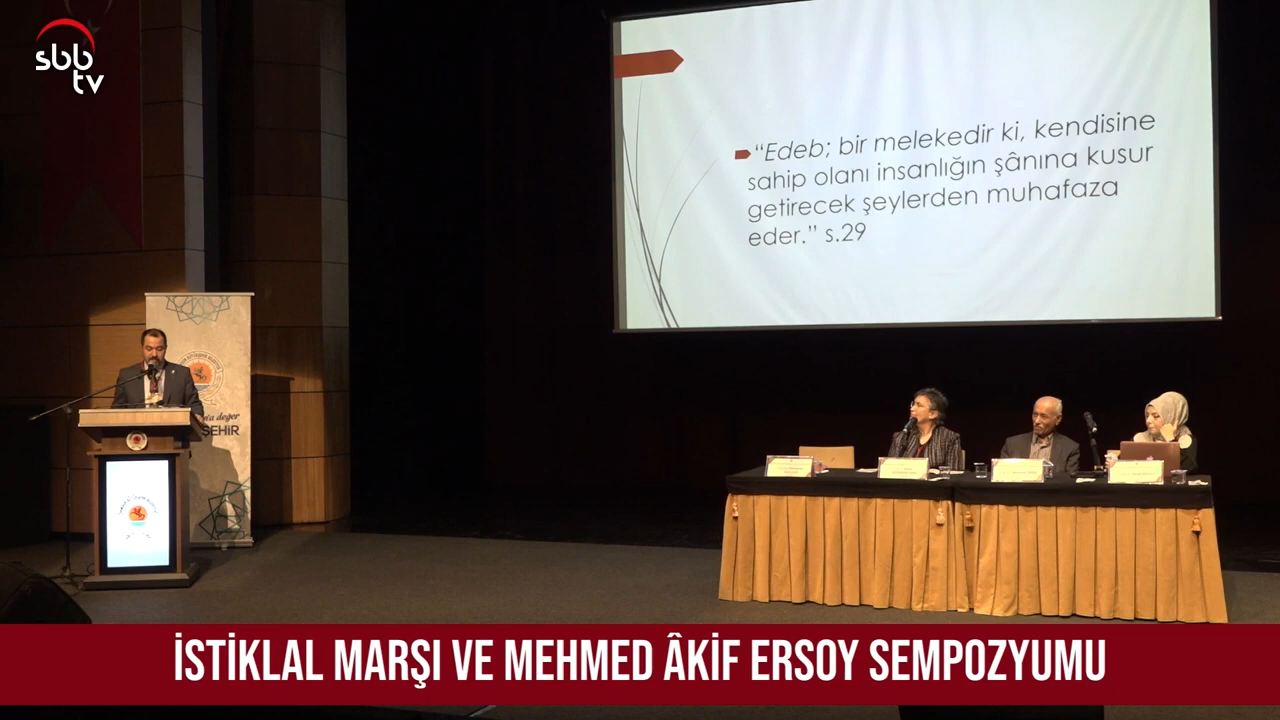 sbb
tv
“Edeb; bir melekedir ki, kendisine
sahip olanı insanlığın şânına kusur
getirecek şeylerden muhafaza
eder.” s.29
değer
ŞEHİR
İSTİKLAL MARŞI VE MEHMED ÂKİF ERSOY SEMPOZYUMU